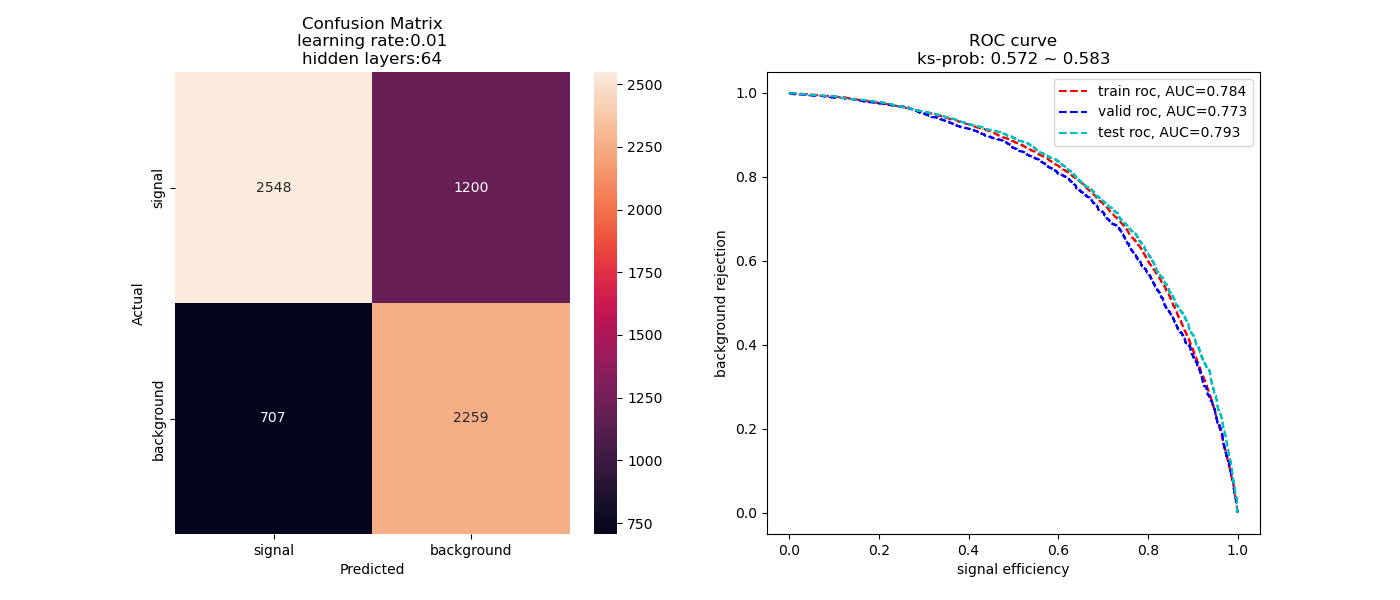 Confusion Matrix
learning rate:0.01
hidden layers:64
signal
background
Actual
2548
1200
707
2259
signal
background
Predicted
2500
2250
2000
1750
1500
1250
1000
750
ROC curve
ks-prob: 0.572 ~ 0.583
train roc, AUC=0.784
valid roc, AUC=0.773
test roc, AUC=0.793
background rejection
1.0
0.8
0.6
0.4
0.2
0.0
0.0
0.2
0.4
0.6
0.8
1.0
signal efficiency